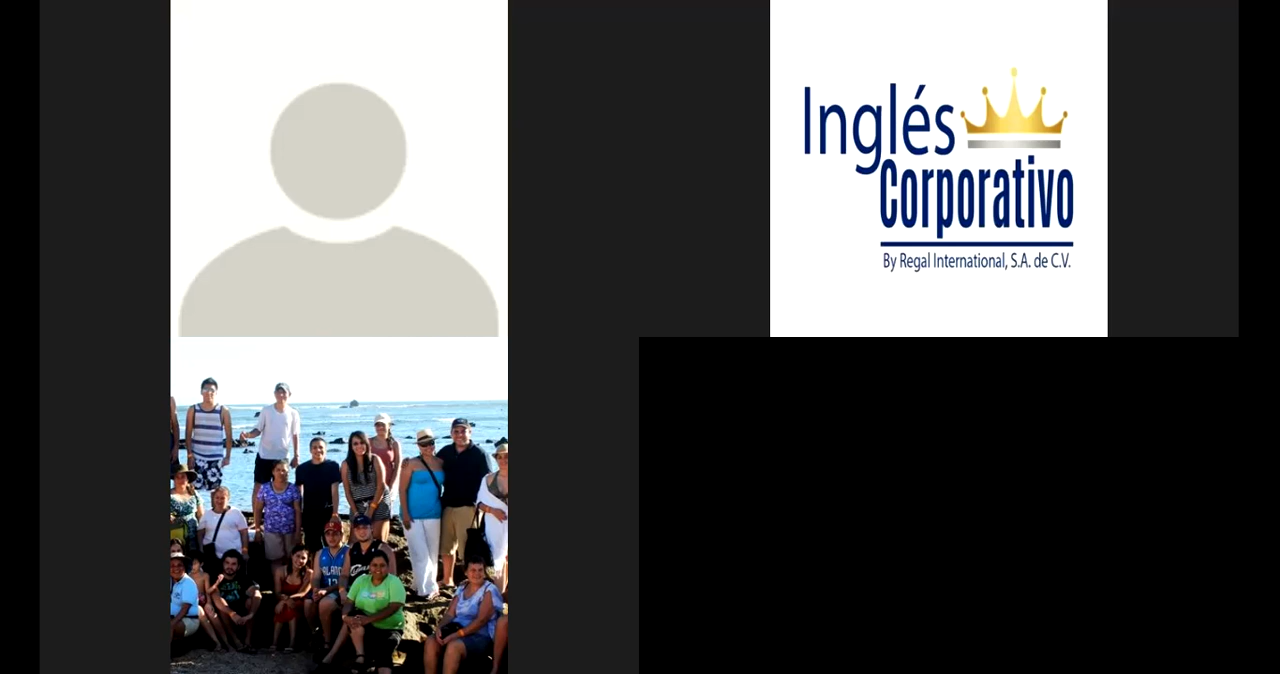 Inglés
Corporativo
By Regal International, S.A. de C.V.